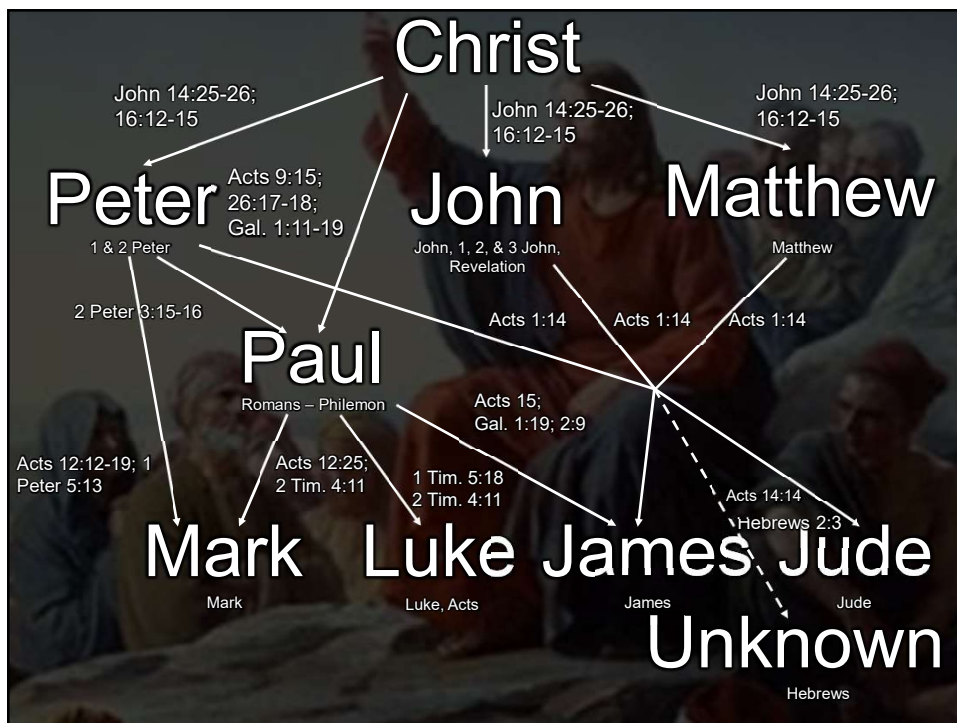 Christ
John 14:25-26;
16:12-15
John 14:25-26;
16:12-15
John 14:25-26;
16:12-15
Peter
1 & 2 Peter
Acts 9:15;
26:17-18;
Gal. 1:11-19
John
John, 1, 2, & 3 John,
Revelation
Matthew
Matthew
2 Peter 3:15-16
Acts 1:14
Acts 1:14
Acts 1:14
Paul
Romans – Philemon
Acts 15;
Gal. 1:19; 2:9
Acts 12:12-19; 1
Peter 5:13
Acts 12:25;
2 Tim. 4:11
1 Tim. 5:18
2 Tim. 4:11
Acts 14:14
Hebrews 2:3
Mark
Mark
Luke
Luke, Acts
James
James
Jude
Jude
Unknown
Hebrews